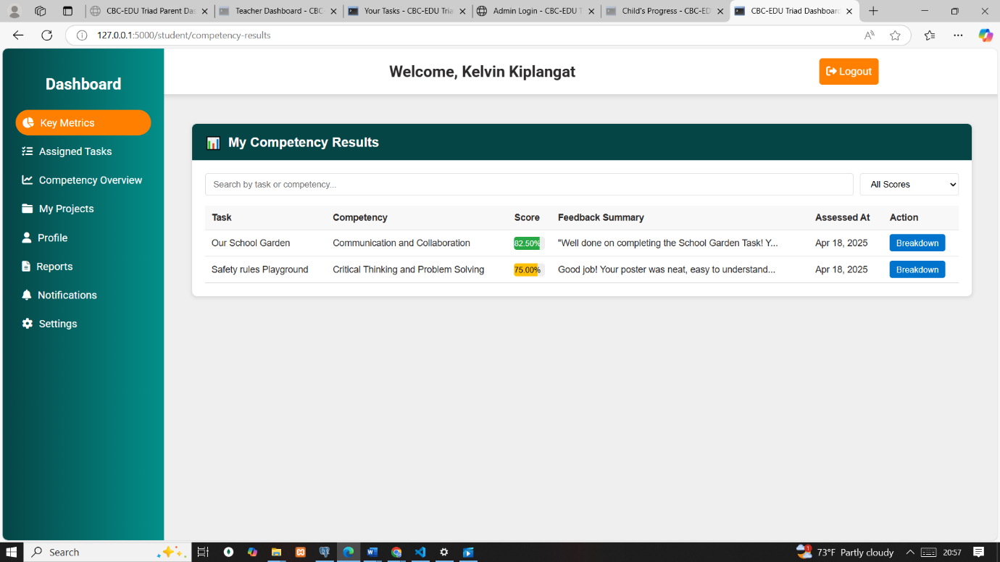 CBC-EDU Triad Parent Das
Teacher Dashboard - CBC
Your Tasks - CBC-EDU Tria
Admin Login - CBC-EDU T
Child's Progress - CBC-ED
CBC-EDU Triad Dashboard
127.0.0.1:5000/student/competency-results
Dashboard
Welcome, Kelvin Kiplangat
Logout
Key Metrics
Assigned Tasks
Competency Overview
My Projects
Profile
Reports
Notifications
Settings
My Competency Results
Search by task or competency...
All Scores
Task Competency Score Feedback Summary Assessed At Action
Our School Garden Communication and Collaboration 82.50% "Well done on completing the School Garden Task! Y... Apr 18, 2025 Breakdown
Safety rules Playground Critical Thinking and Problem Solving 75.00% Good job! Your poster was neat, easy to understand... Apr 18, 2025 Breakdown
Search
1
73°F Partly cloudy
20:57